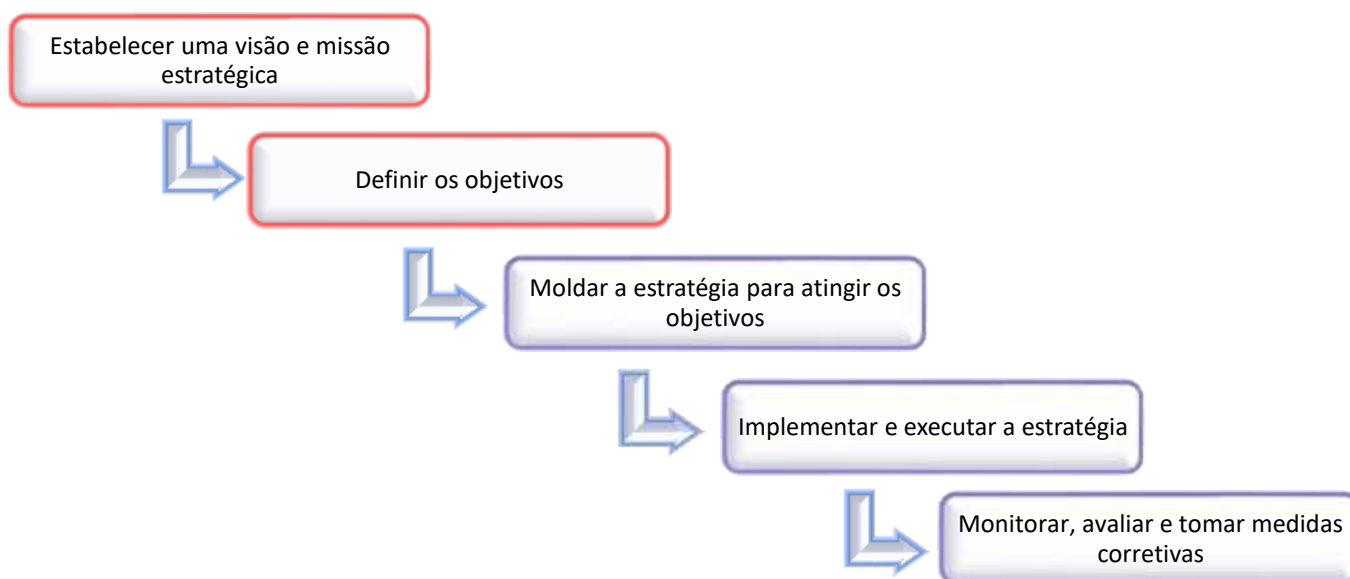 Estabelecer uma visão e missão
estratégica
Definir os objetivos
Moldar a estratégia para atingir os
objetivos
Implementar e executar a estratégia
Monitorar, avaliar e tomar medidas
corretivas